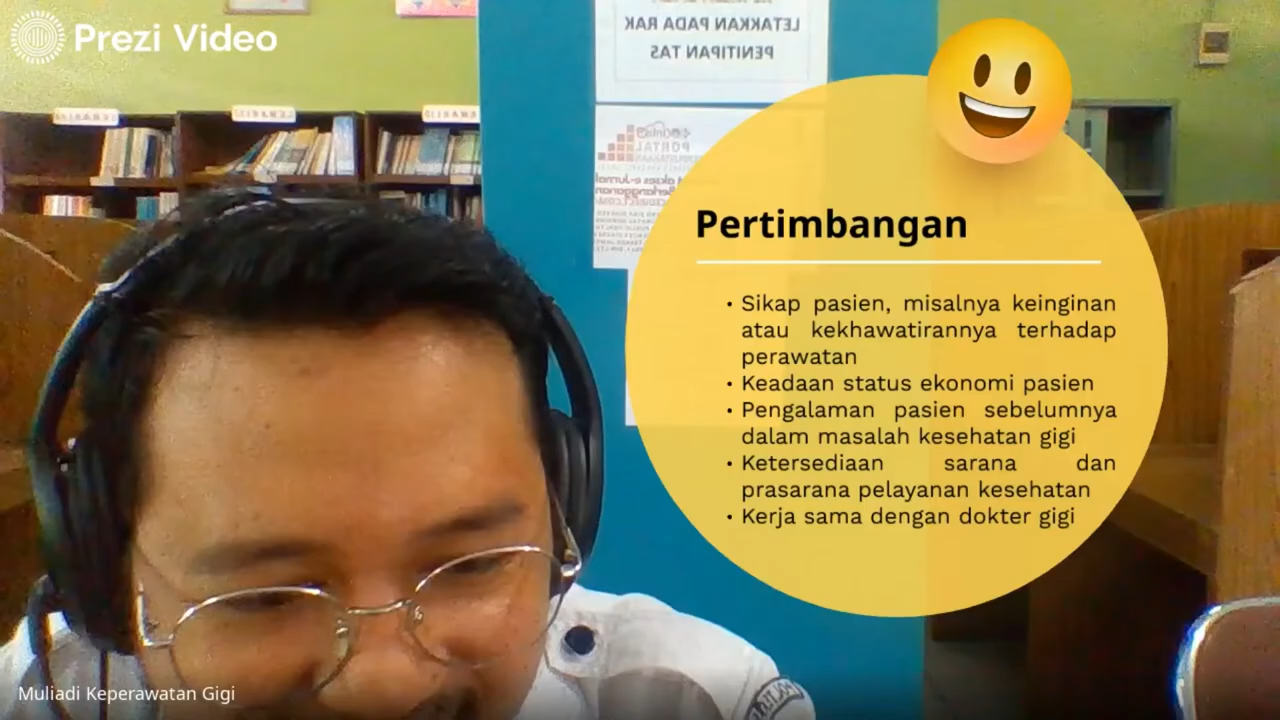 Prezi Video
LETAKKAN PADA RAK
PENITIPAN TAS
PORTAL
Pertimbangan
• Sikap pasien, misalnya keinginan
atau kekhawatirannya terhadap
perawatan
• Keadaan status ekonomi pasien
• Pengalaman pasien sebelumnya
dalam masalah kesehatan gigi
• Ketersediaan sarana dan
prasarana pelayanan kesehatan
• Kerja sama dengan dokter gigi
Muliadi Keperawatan Gigi